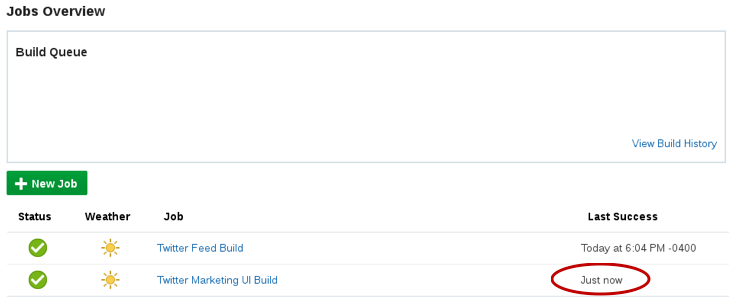 Jobs Overview
Build Queue
View Build History
New Job
Status Weather Job Last Success
Twitter Feed Build Today at 6:04 PM -0400
Twitter Marketing UI Build Just now